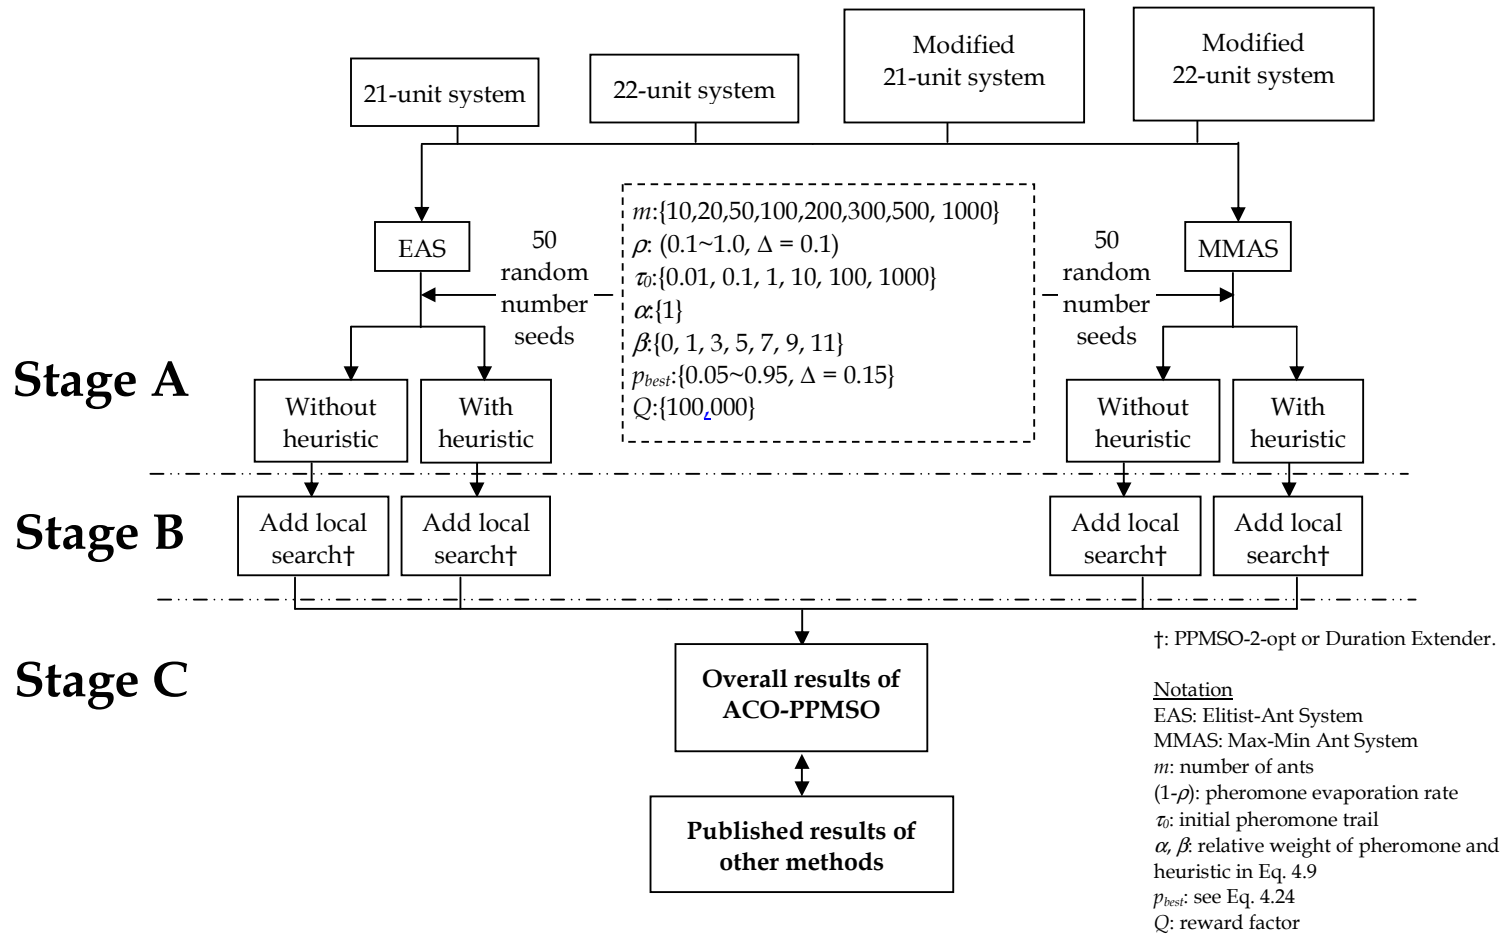 21-unit system
22-unit system
Modified
21-unit system
Modified
22-unit system
EAS
50
random
number
seeds
m:{10,20,50,100,200,300,500, 1000}
ρ: (0.1~1.0, Δ = 0.1)
τ0:{0.01, 0.1, 1, 10, 100, 1000}
α:{1}
β:{0, 1, 3, 5, 7, 9, 11}
pbest:{0.05~0.95, Δ = 0.15}
Q:{100,000}
50
random
number
seeds
MMAS
Stage A
Without
heuristic
With
heuristic
Without
heuristic
With
heuristic
Stage B
Add local
search†
Add local
search†
Add local
search†
Add local
search†
Stage C
Overall results of
ACO-PPMSO
Published results of
other methods
†: PPMSO-2-opt or Duration Extender.
Notation
EAS: Elitist-Ant System
MMAS: Max-Min Ant System
m: number of ants
(1-ρ): pheromone evaporation rate
τ0: initial pheromone trail
α, β: relative weight of pheromone and
heuristic in Eq. 4.9
pbest: see Eq. 4.24
Q: reward factor